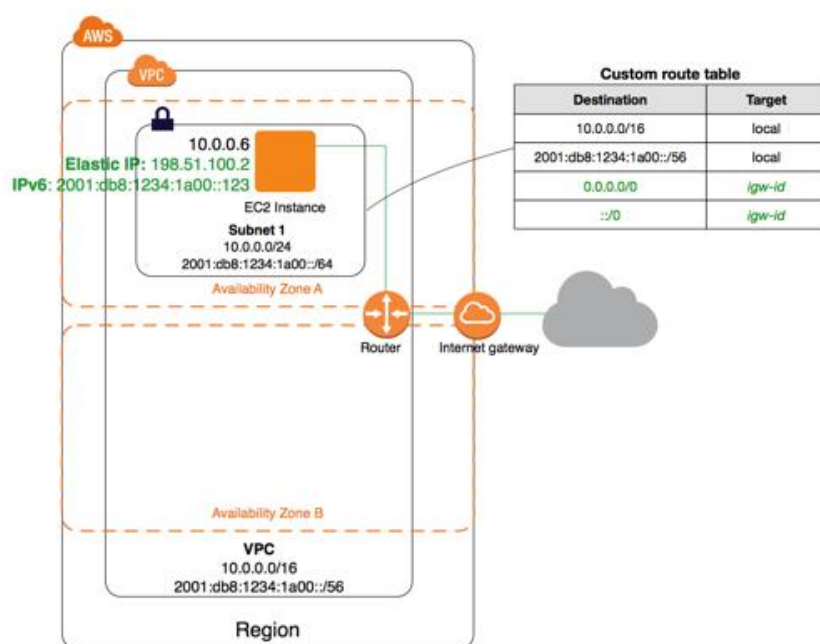 AWS
VPC
10.0.0.6
Elastic IP: 198.51.100.2
IPv6: 2001:db8:1234:1a00::123
EC2 Instance
Subnet 1
10.0.0.0/24
2001:db8:1234:1a00::/64
Availability Zone A
Router
Internet gateway
Availability Zone B
VPC
10.0.0.0/16
2001:db8:1234:1a00::/56
Region
Custom route table
Destination Target
10.0.0.0/16 local
2001:db8:1234:1a00::/56 local
0.0.0.0/0 igw-id
::/0 igw-id